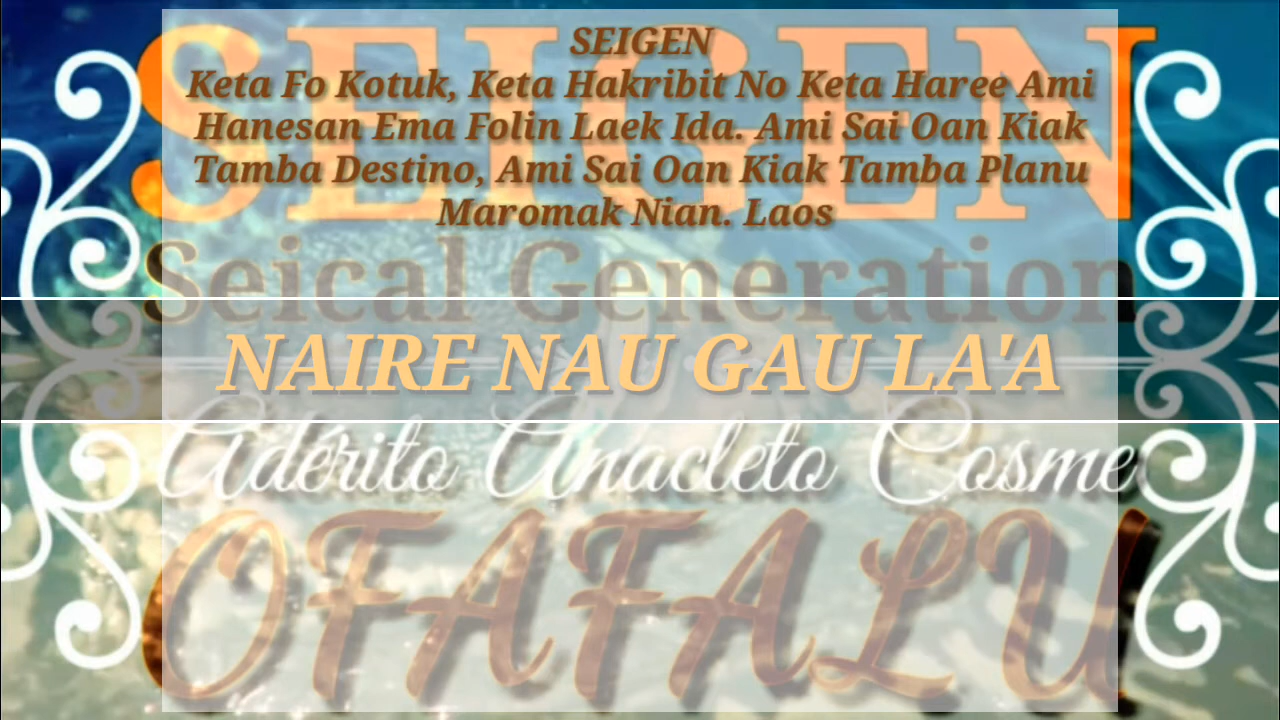 SEIGEN
SEIGEN
Keta Fo Kotuk, Keta Hakribit No Keta Haree Ami
Hanesan Ema Folin Laek Ida. Ami Sai Oan Kiak
Tamba Destino, Ami Sai Oan Kiak Tamba Planu
Maromak Nian. Laos
Seical Generation
NAIRE NAU GAU LA'A
Adérito Anacleto Cosme
OFAFALU